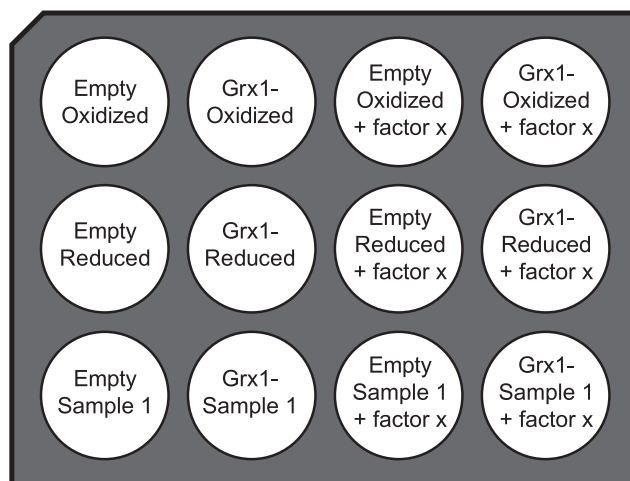 Empty
Oxidized
Grx1-
Oxidized
Empty
Oxidized
+ factor x
Grx1-
Oxidized
+ factor x
Empty
Reduced
Grx1-
Reduced
Empty
Reduced
+ factor x
Grx1-
Reduced
+ factor x
Empty
Sample 1
Grx1-
Sample 1
Empty
Sample 1
+ factor x
Grx1-
Sample 1
+ factor x